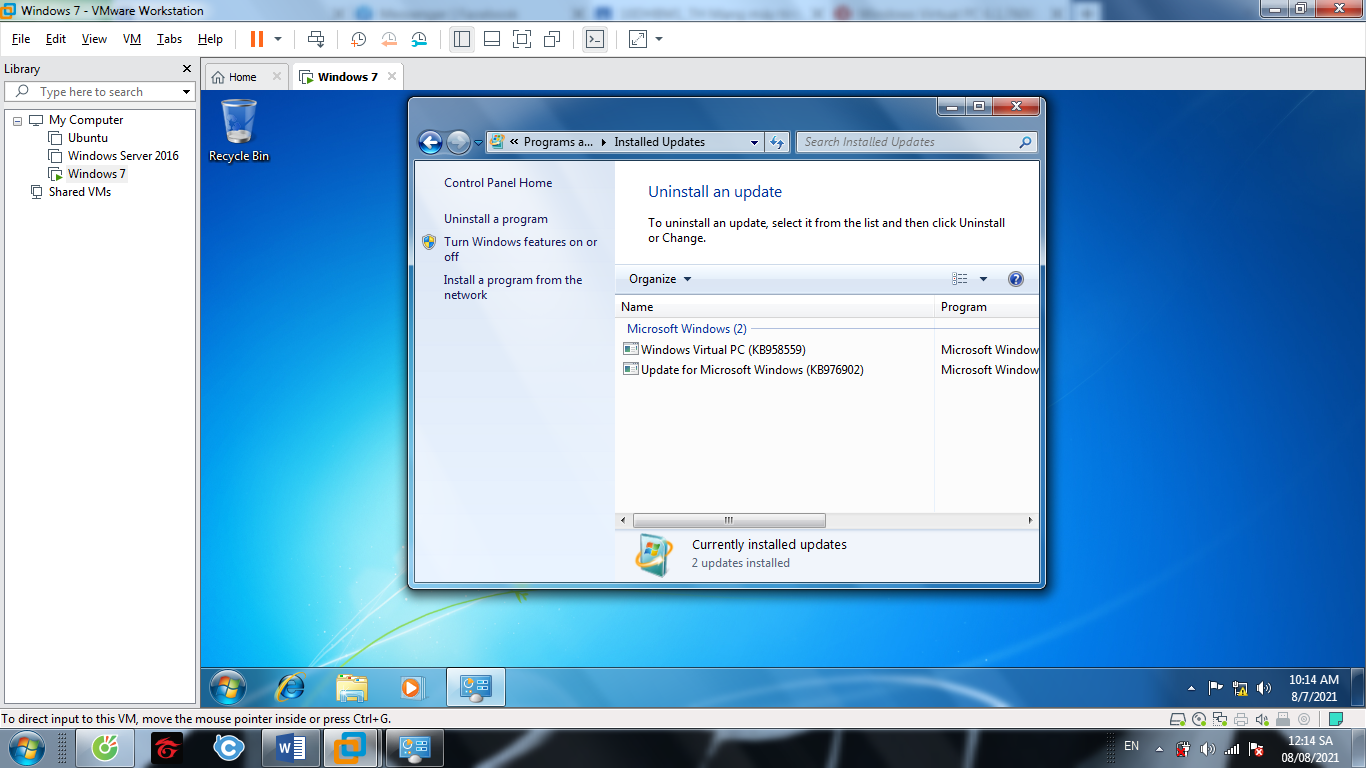 Windows 7 - VMware Workstation
File Edit View VM Tabs Help
Library
Type here to search
My Computer
Ubuntu
Windows Server 2016
Windows 7
Shared VMs
Home
Windows 7
Recycle Bin
« Programs a... Installed Updates
Search Installed Updates
Control Panel Home
Uninstall a program
Turn Windows features on or
off
Install a program from the
network
Uninstall an update
To uninstall an update, select it from the list and then click Uninstall
or Change.
Organize
Name Program
Microsoft Windows (2)
Windows Virtual PC (KB958559) Microsoft Window
Update for Microsoft Windows (KB976902) Microsoft Window
Currently installed updates
2 updates installed
10:14 AM
8/7/2021
To direct input to this VM, move the mouse pointer inside or press Ctrl+G.
EN
12:14 SA
08/08/2021